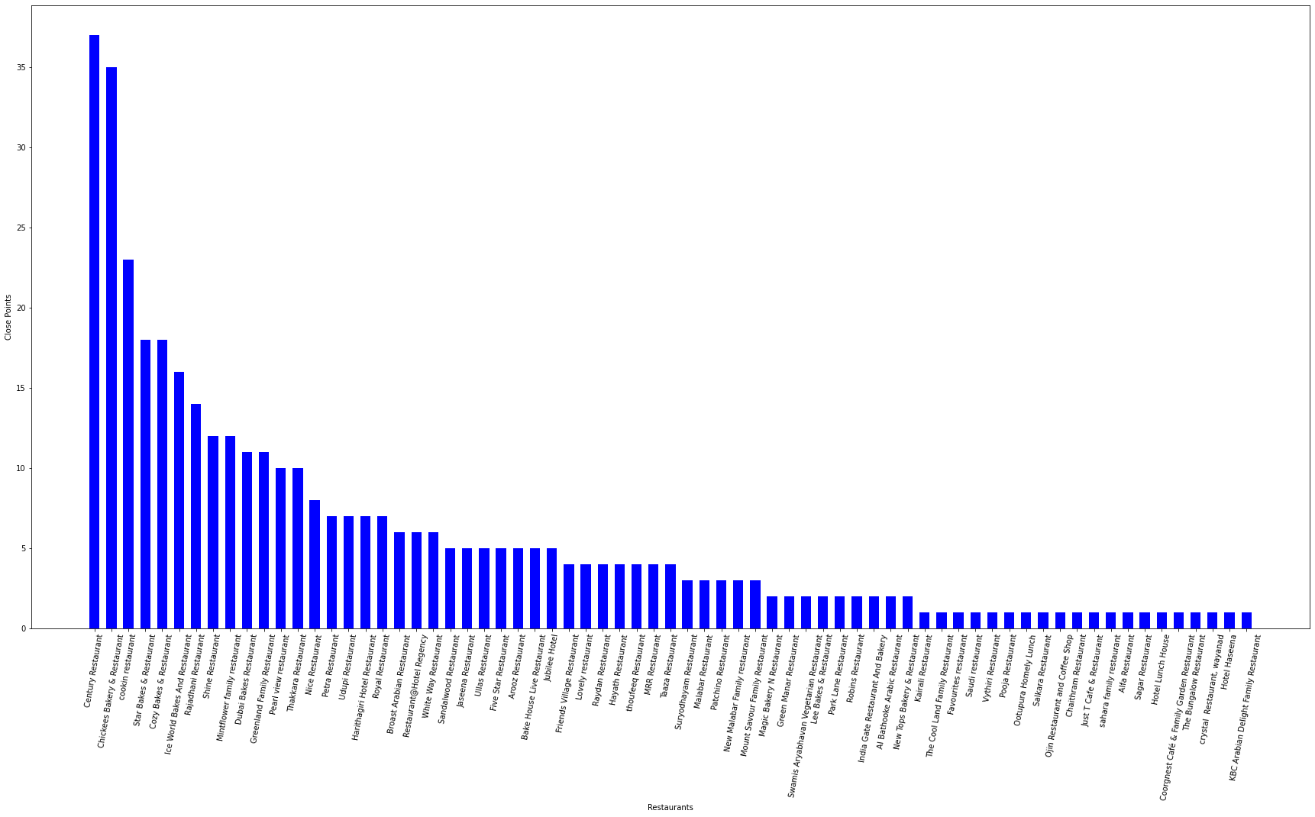 35
30
25
20
15
10
5
0
Close Points
Century Restaurant
Chickees Bakery & Restaurant
cookin restaurant
Star Bakes & Restaurant
Cozy Bakes & Restaurant
Ice World Bakes And Restaurant
Rajadhani Restaurant
Shine Restaurant
Mintflower family restaurant
Dubai Bakes Restaurant
Greenland Family Restaurant
Pearl view restaurant
Thakkara Restaurant
Nice Restaurant
Petra Restaurant
Udupi Restaurant
Harithagiri Hotel Restaurant
Royal Restaurant
Broast Arabian Restaurant
Restaurant@Hotel Regency
White Way Restaurant
Sandalwood Restaurant
Jaseena Restaurant
Ullas Restaurant
Five Star Restaurant
Arooz Restaurant
Bake House Live Restaurant
Jubilee Hotel
Friends Village Restaurant
Lovely restaurant
Raydan Restaurant
Hayath Restaurant
thoufeeq Restaurant
MRR Restaurant
Taaza Restaurant
Suryodhayam Restaurant
Malabar Restaurant
Patchino Restaurant
New Malabar Family restaurant
Mount Savour Family Restaurant
Magic Bakery N Restaurant
Green Manar Restaurant
Swamis Aryabhavan Vegetarian Restaurant
Lee Bakes & Restaurant
Park Lane Restaurant
Robins Restaurant
India Gate Restaurant And Bakery
Al Bathooke Arabic Restaurant
New Tops Bakery & Restaurant
Kairali Restaurant
The Cool Land Family Restaurant
Favourites restaurant
Saudi restaurant
Vythiri Restaurant
Pooja Restaurant
Ootupura Homely Lunch
Saikara Restaurant
Ojin Restaurant and Coffee Shop
Chaithram Restaurant
Just T Cafe & Restaurant
sahara family restaurant
Alfa Restaurant
Sagar Restaurant
Hotel Lunch House
Coorgnest Café & Family Garden Restaurant
The Bungalow Restaurant
crystal Restaurant, wayanad
Hotel Haseena
KBC Arabian Delight Family Restaurant
Restaurants